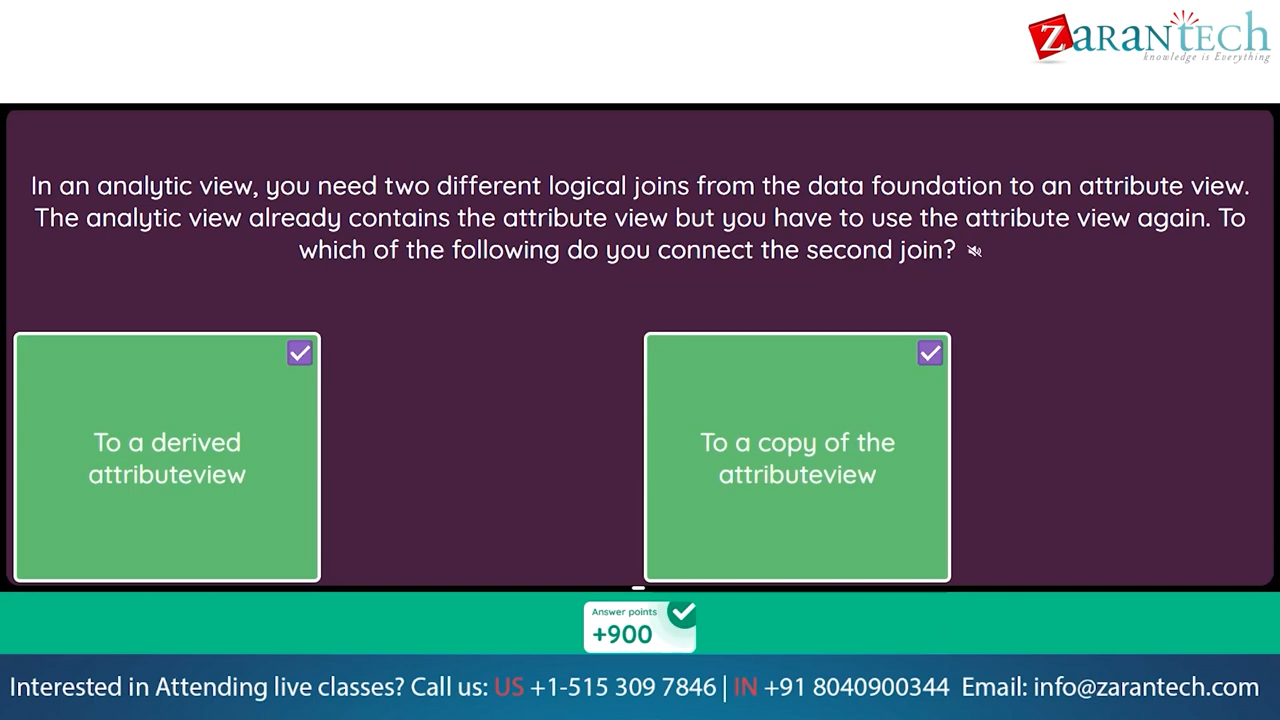 ZARANTECH
knowledge is Everything
In an analytic view, you need two different logical joins from the data foundation to an attribute view.
The analytic view already contains the attribute view but you have to use the attribute view again. To
which of the following do you connect the second join?
To a derived
attributeview
To a copy of the
attributeview
Answer points
+900
Interested in Attending live classes? Call us: US +1-515 309 7846 | IN +91 8040900344 Email: info@zarantech.com